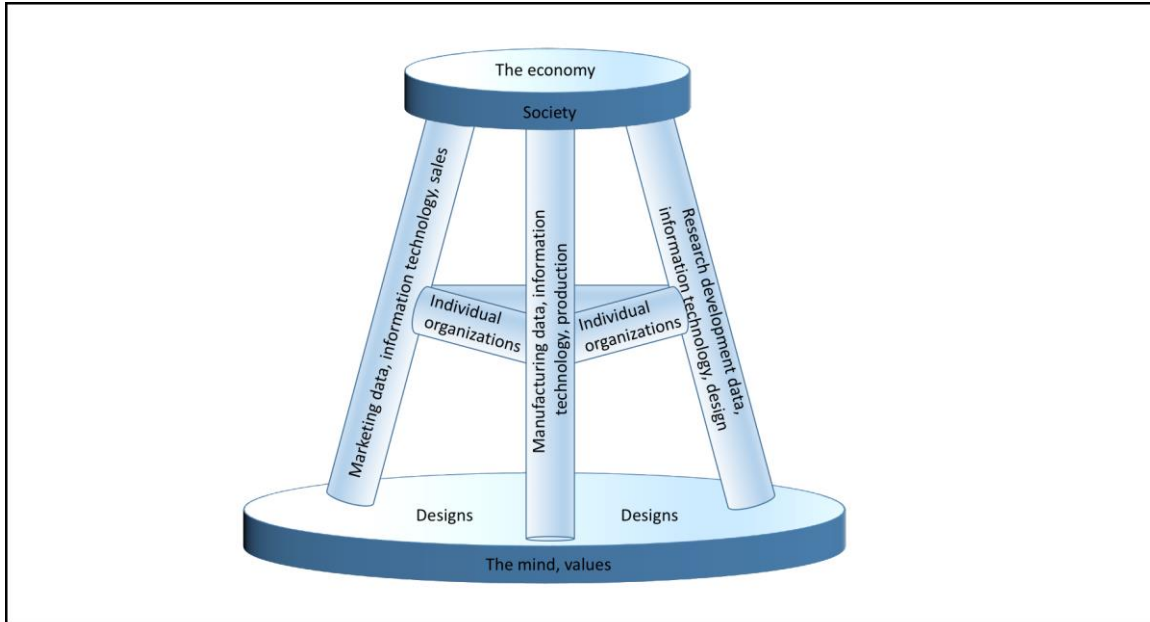 The economy
Society
Marketing data, information technology, sales
Individual
organizations
Manufacturing data, information
technology, production
Individual
organizations
Research development data,
information technology, design
Designs
Designs
The mind, values